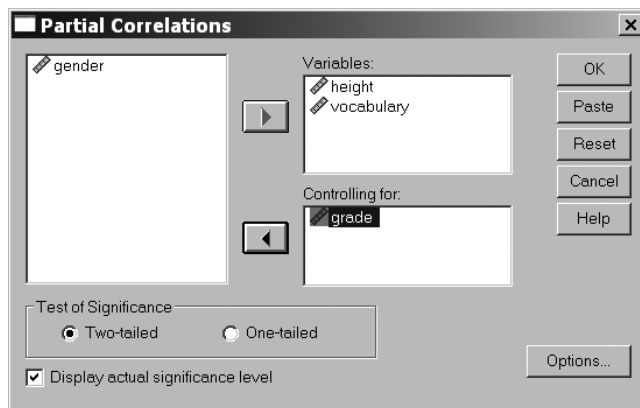 Partial Correlations
gender
Variables:
height
vocabulary
Controlling for:
grade
OK
Paste
Reset
Cancel
Help
Test of Significance
Two-tailed
One-tailed
Display actual significance level
Options...